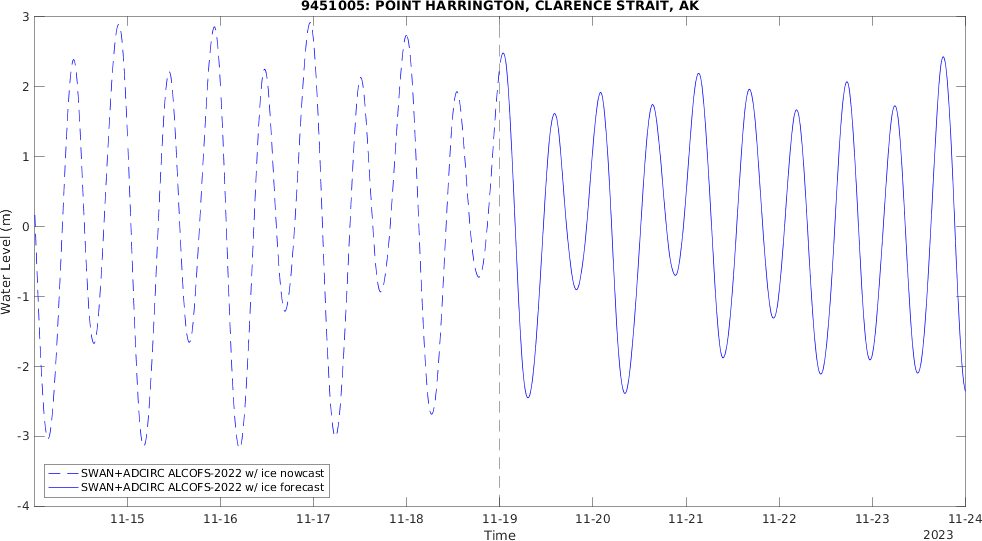 9451005: POINT HARRINGTON, CLARENCE STRAIT, AK
3
2
1
0
-1
-2
-3
-4
Water Level (m)
SWAN+ADCIRC ALCOFS-2022 w/ ice nowcast
SWAN+ADCIRC ALCOFS-2022 w/ ice forecast
11-15 11-16 11-17 11-18 11-19 11-20 11-21 11-22 11-23 11-24
Time
2023